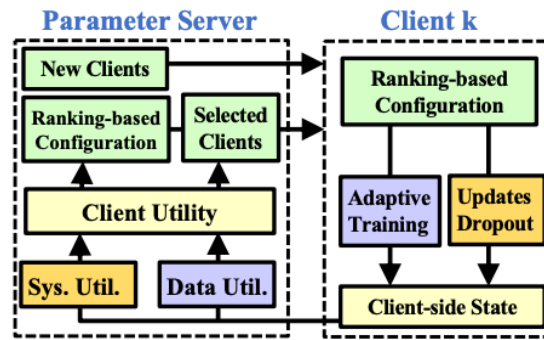 Parameter Server
New Clients
Ranking-based
Configuration
Selected
Clients
Client Utility
Sys. Util.
Data Util.
Client k
Ranking-based
Configuration
Adaptive
Training
Updates
Dropout
Client-side State